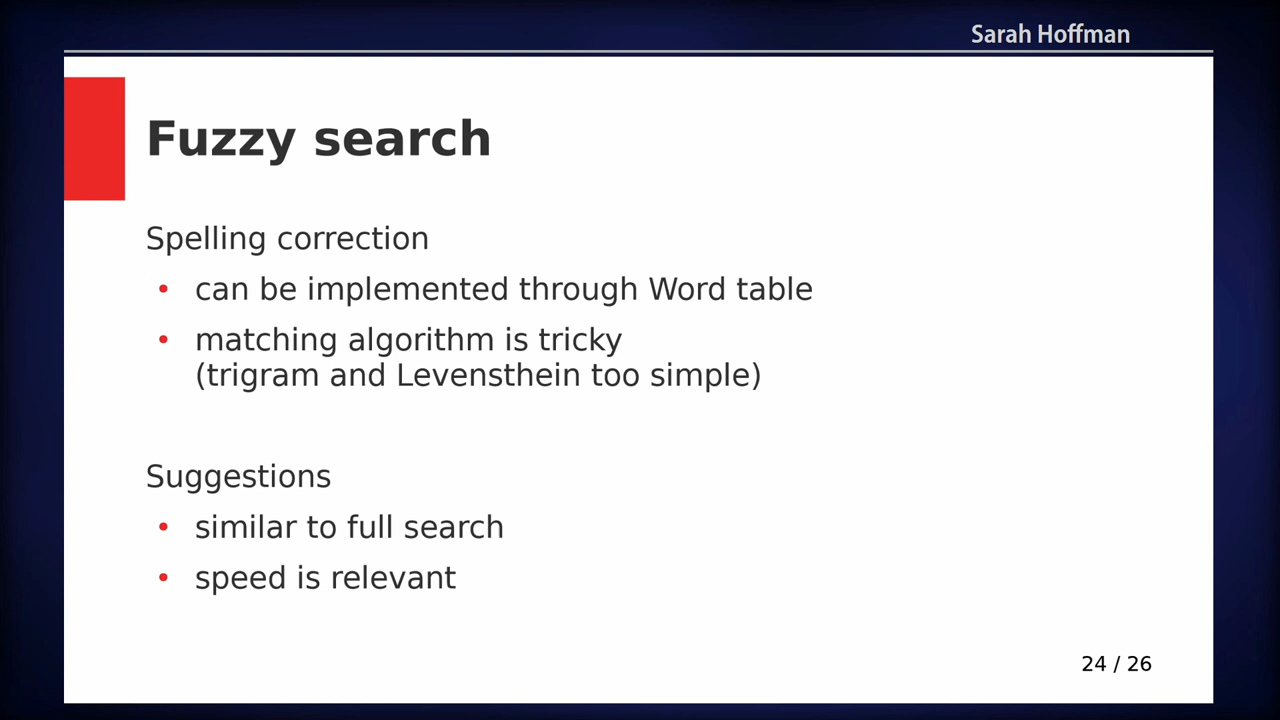 Sarah Hoffman
Fuzzy search
Spelling correction
• can be implemented through Word table
• matching algorithm is tricky
(trigram and Levensthein too simple)
Suggestions
• similar to full search
• speed is relevant
24 / 26